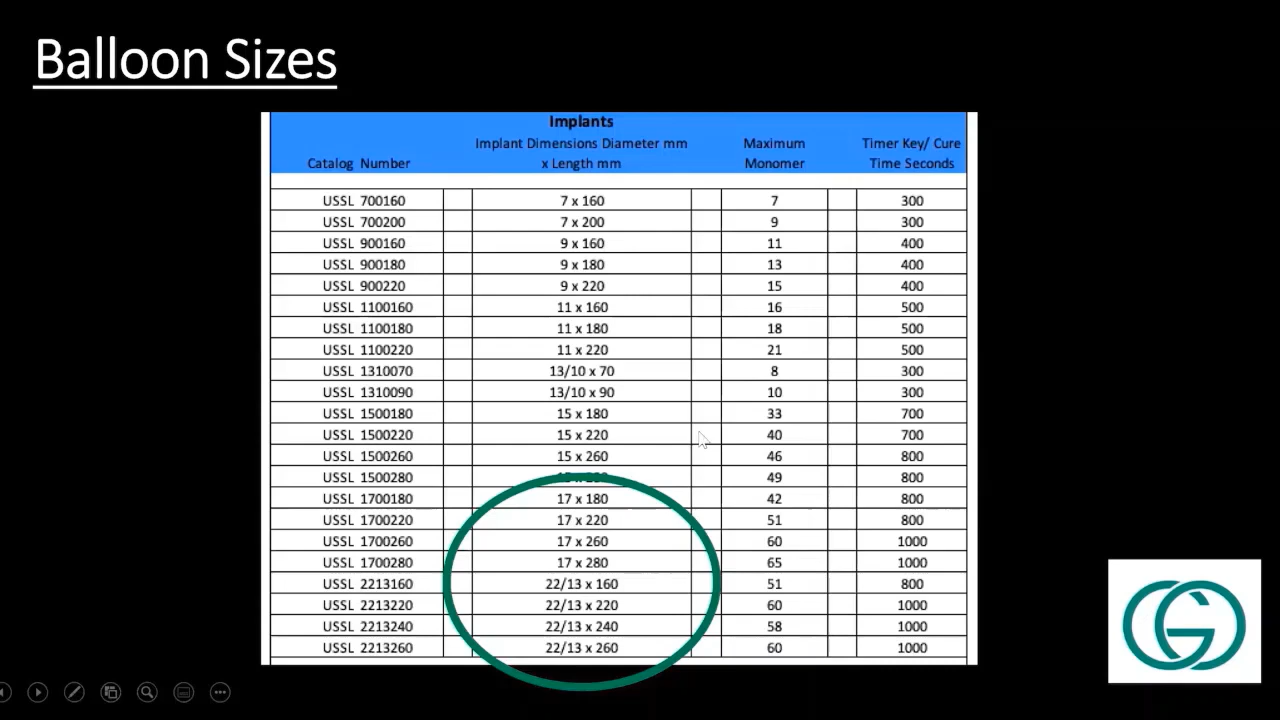 Balloon Sizes
Implants
Implant Dimensions Diameter mm Maximum Timer Key/ Cure
Catalog Number x Length mm Monomer Time Seconds
USSL 700160 7 x 160 7 300
USSL 700200 7 x 200 9 300
USSL 900160 9 x 160 11 400
USSL 900180 9 x 180 13 400
USSL 900220 9 x 220 15 400
USSL 1100160 11 x 160 16 500
USSL 1100180 11 x 180 18 500
USSL 1100220 11 x 220 21 500
USSL 1310070 13/10 x 70 8 300
USSL 1310090 13/10 x 90 10 300
USSL 1500180 15 x 180 33 700
USSL 1500220 15 x 220 40 700
USSL 1500260 15 x 260 46 800
USSL 1500280 49 800
USSL 1700180 17 x 180 42 800
USSL 1700220 17 x 220 51 800
USSL 1700260 17 x 260 60 1000
USSL 1700280 17 x 280 65 1000
USSL 2213160 22/13 x 160 51 800
USSL 2213220 22/13 x 220 60 1000
USSL 2213240 22/13 x 240 58 1000
USSL 2213260 22/13 x 260 60 1000